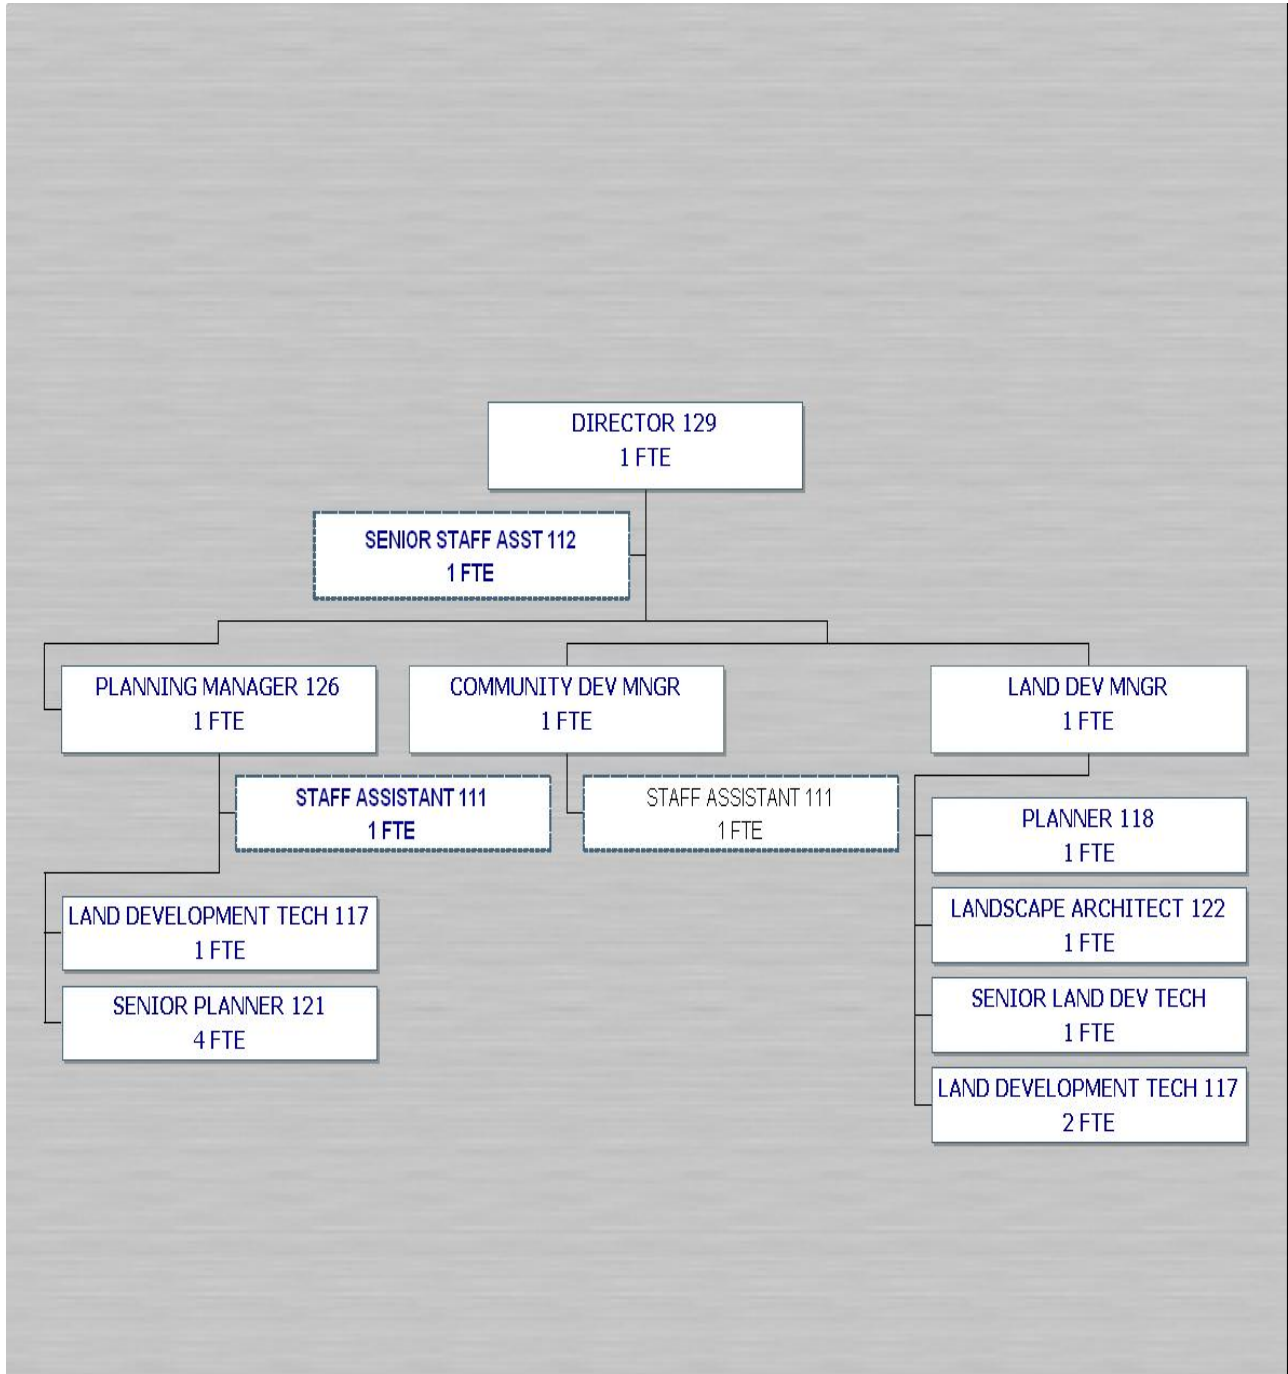 DIRECTOR 129
1 FTE
SENIOR STAFF ASST 112
1 FTE
PLANNING MANAGER 126
1 FTE
COMMUNITY DEV MNGR
1 FTE
LAND DEV MNGR
1 FTE
STAFF ASSISTANT 111
1 FTE
STAFF ASSISTANT 111
1 FTE
LAND DEVELOPMENT TECH 117
1 FTE
SENIOR PLANNER 121
4 FTE
PLANNER 118
1 FTE
LANDSCAPE ARCHITECT 122
1 FTE
SENIOR LAND DEV TECH
1 FTE
LAND DEVELOPMENT TECH 117
2 FTE